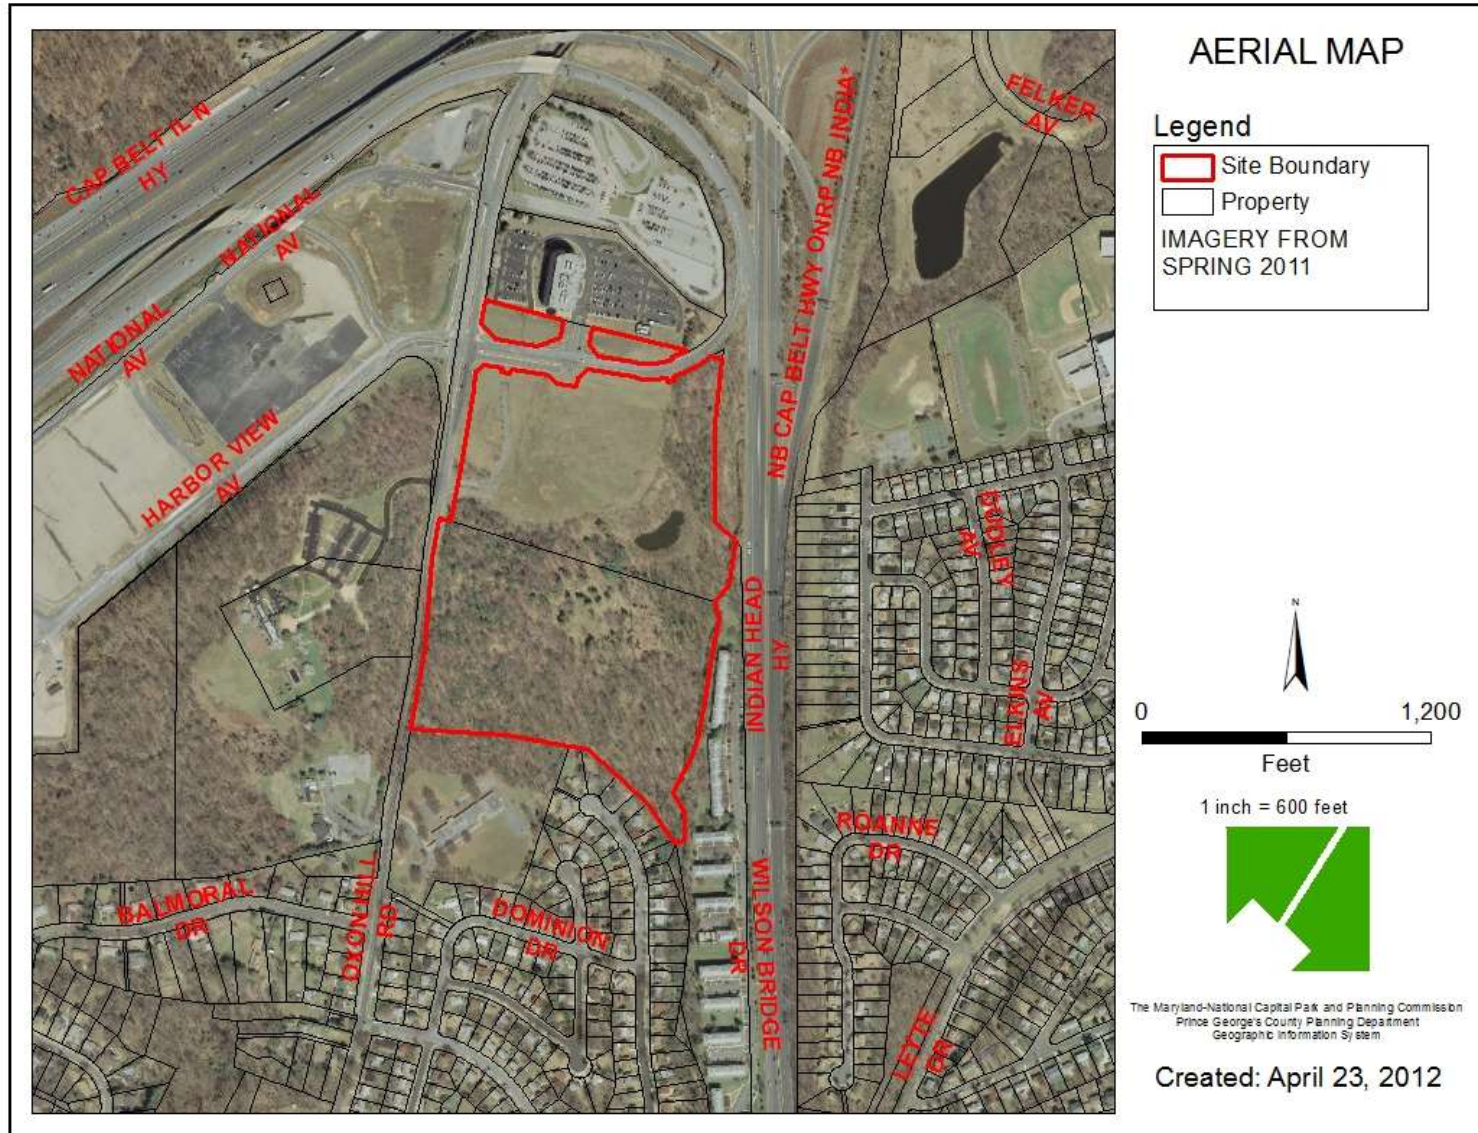 AERIAL MAP
Legend
Site Boundary
Property
IMAGERY FROM
SPRING 2011
N
0 1,200
Feet
1 inch = 600 feet
The Maryland-National Capital Park and Planning Commission
Prince George's County Planning Department
Geographic Information System
Created: April 23, 2012
CAP BELT IL N
HY
NATIONAL
AV
NATIONAL
AV
HARBOR VIEW
AV
FELKER
AV
NB CAP BELT HWY ONRP NB INDIA*
DUDLEY
AV
ELKINS
AV
INDIAN HEAD
HY
ROANNE
DR
BALMORAL
DR
OXON HILL
RD
DOMINION
DR
WILSON BRIDGE
DR
LEYTE
DR